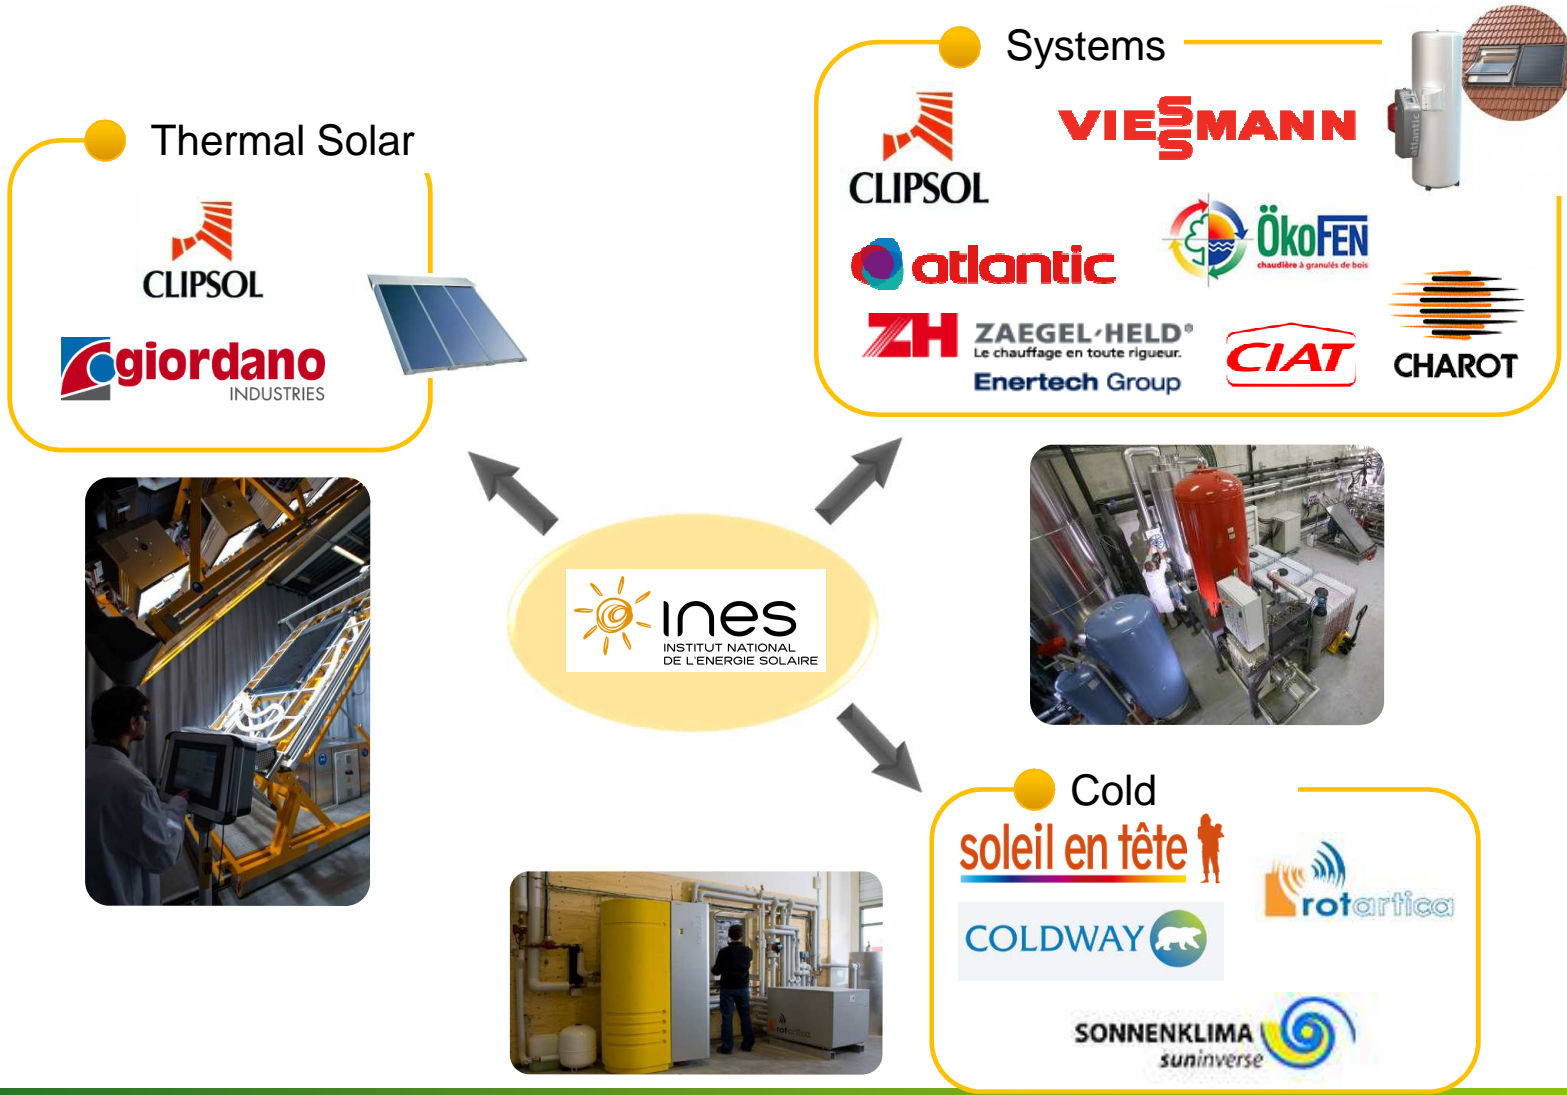 Systems
Thermal Solar
CLIPSOL
giordano
INDUSTRIES
CLIPSOL
VIESSMANN
atlantic
atlantic
ÖkoFEN
chaudière à granulés de bois
ZH ZAEGEL-HELD®
Le chauffage en toute rigueur.
Enertech Group
CIAT
CHAROT
ines
INSTITUT NATIONAL
DE L'ENERGIE SOLAIRE
Cold
soleil en tête
rotartica
COLDWAY
SONNENKLIMA
suninverse
rotartica